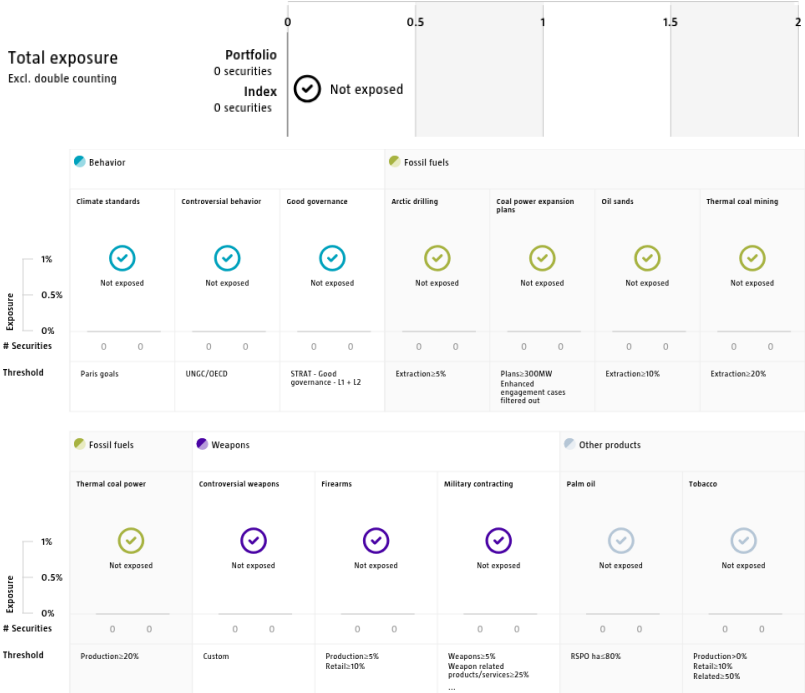 0 0.5 1 1.5 2
Total exposure
Excl. double counting
Portfolio
0 securities
Index
0 securities
Not exposed
Behavior
Fossil fuels
Climate standards
Controversial behavior
Good governance
Arctic drilling
Coal power expansion
plans
Oil sands
Thermal coal mining
Exposure
1%
0.5%
0%
Not exposed Not exposed Not exposed Not exposed Not exposed Not exposed Not exposed
# Securities 0 0 0 0 0 0 0 0 0 0 0 0 0 0
Threshold
Paris goals
UNGC/OECD
STRAT - Good
governance - L1 + L2
Extraction≥5%
Plans≥300MW
Enhanced
engagement cases
filtered out
Extraction≥10%
Extraction≥20%
Fossil fuels
Weapons
Other products
Thermal coal power
Controversial weapons
Firearms
Military contracting
Palm oil
Tobacco
Exposure
1%
0.5%
0%
Not exposed Not exposed Not exposed Not exposed Not exposed Not exposed
# Securities 0 0 0 0 0 0 0 0 0 0 0 0
Threshold
Production≥20%
Custom
Production≥5%
Retail≥10%
Weapons≥5%
Weapon related
products/services≥25%
...
RSPO ha≤80%
Production>0%
Retail≥10%
Related≥50%